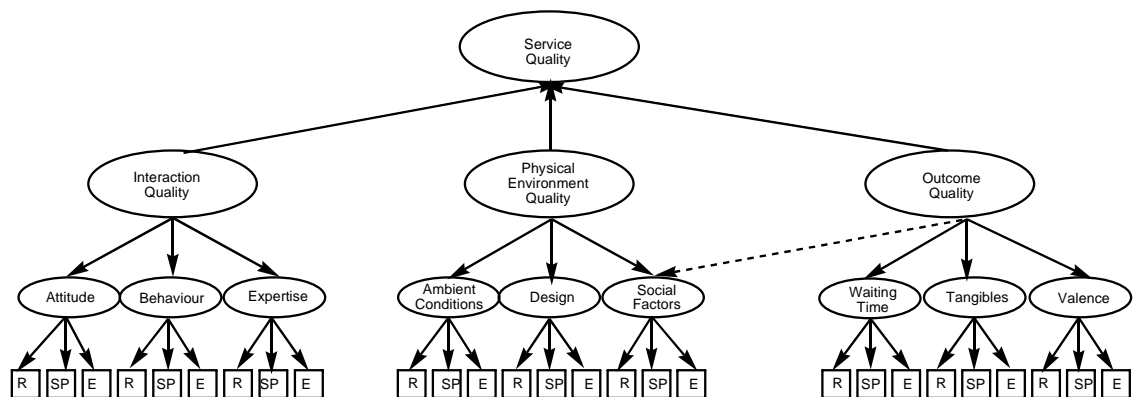 Service
Quality
Interaction
Quality
Physical
Environment
Quality
Outcome
Quality
Attitude
Behaviour
Expertise
Ambient
Conditions
Design
Social
Factors
Waiting
Time
Tangibles
Valence
R SP E R SP E R SP E R SP E R SP E R SP E R SP E R SP E R SP E